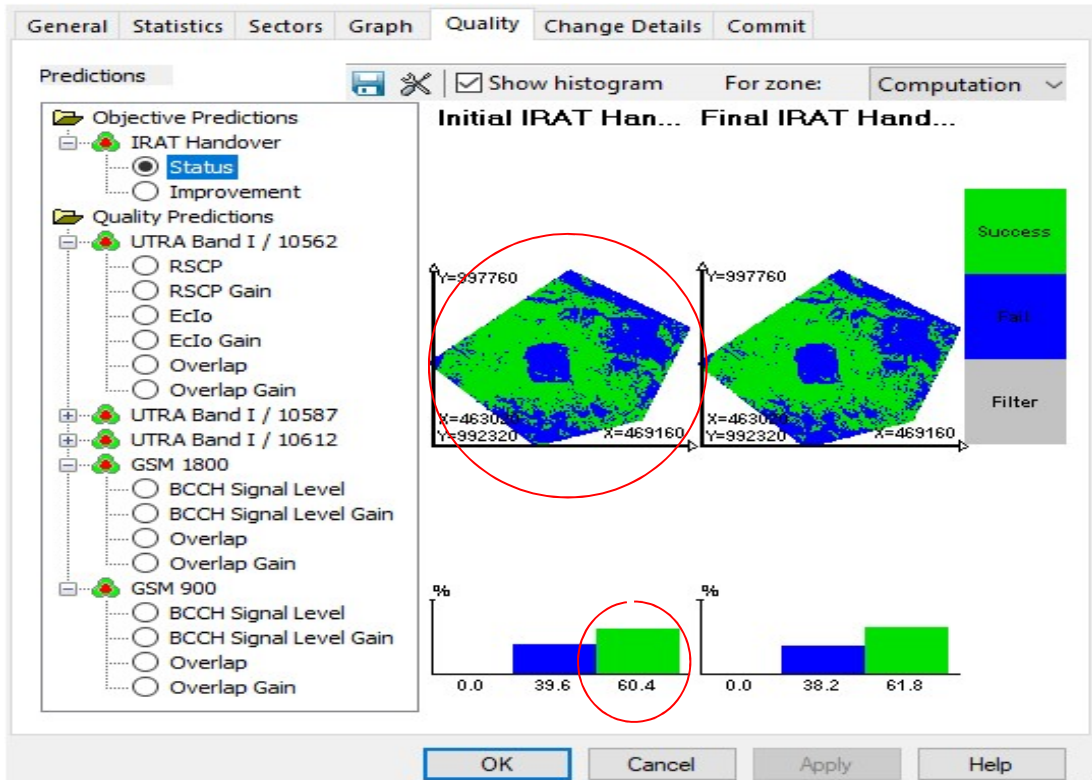 General Statistics Sectors Graph Quality Change Details Commit
Predictions
Show histogram For zone: Computation
Objective Predictions
IRAT Handover
Status
Improvement
Quality Predictions
UTRA Band I / 10562
RSCP
RSCP Gain
EcIo
EcIo Gain
Overlap
Overlap Gain
UTRA Band I / 10587
UTRA Band I / 10612
GSM 1800
BCCH Signal Level
BCCH Signal Level Gain
Overlap
Overlap Gain
GSM 900
BCCH Signal Level
BCCH Signal Level Gain
Overlap
Overlap Gain
Initial IRAT Han... Final IRAT Hand...
Y=997760
Y=992320 X=469160
Y=997760
Y=992320 X=469160
Success
Fail
Filter
%
0.0 39.6 60.4
%
0.0 38.2 61.8
OK Cancel Apply Help